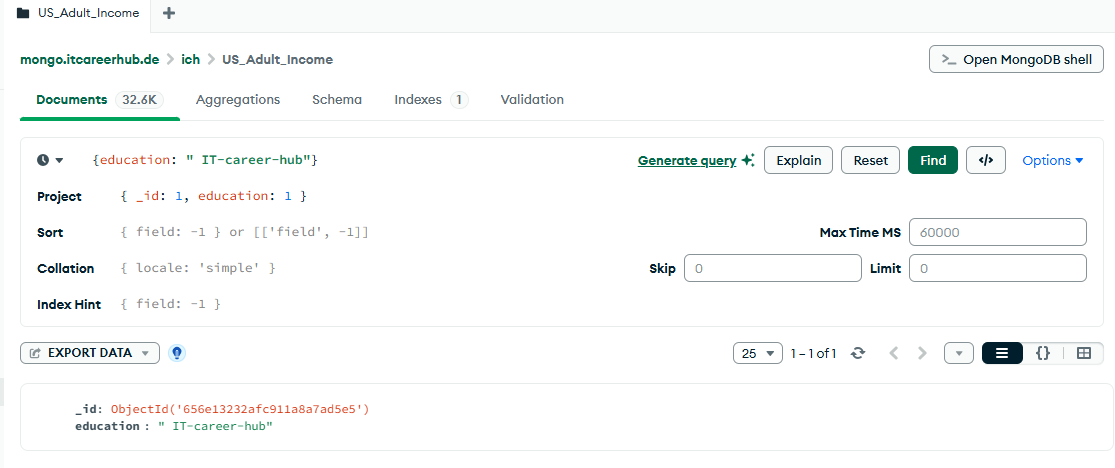 US_Adult_Income
mongo.itcareerhub.de > ich > US_Adult_Income
>_ Open MongoDB shell
Documents 32.6K Aggregations Schema Indexes 1 Validation
{education: " IT-career-hub"} Generate query Explain Reset Find </> Options
Project { _id: 1, education: 1 }
Sort { field: -1 } or [['field', -1]] Max Time MS 60000
Collation { locale: 'simple' } Skip 0 Limit 0
Index Hint { field: -1 }
EXPORT DATA 25 1 – 1 of 1 {}
_id: ObjectId('656e13232afc911a8a7ad5e5')
education : " IT-career-hub"